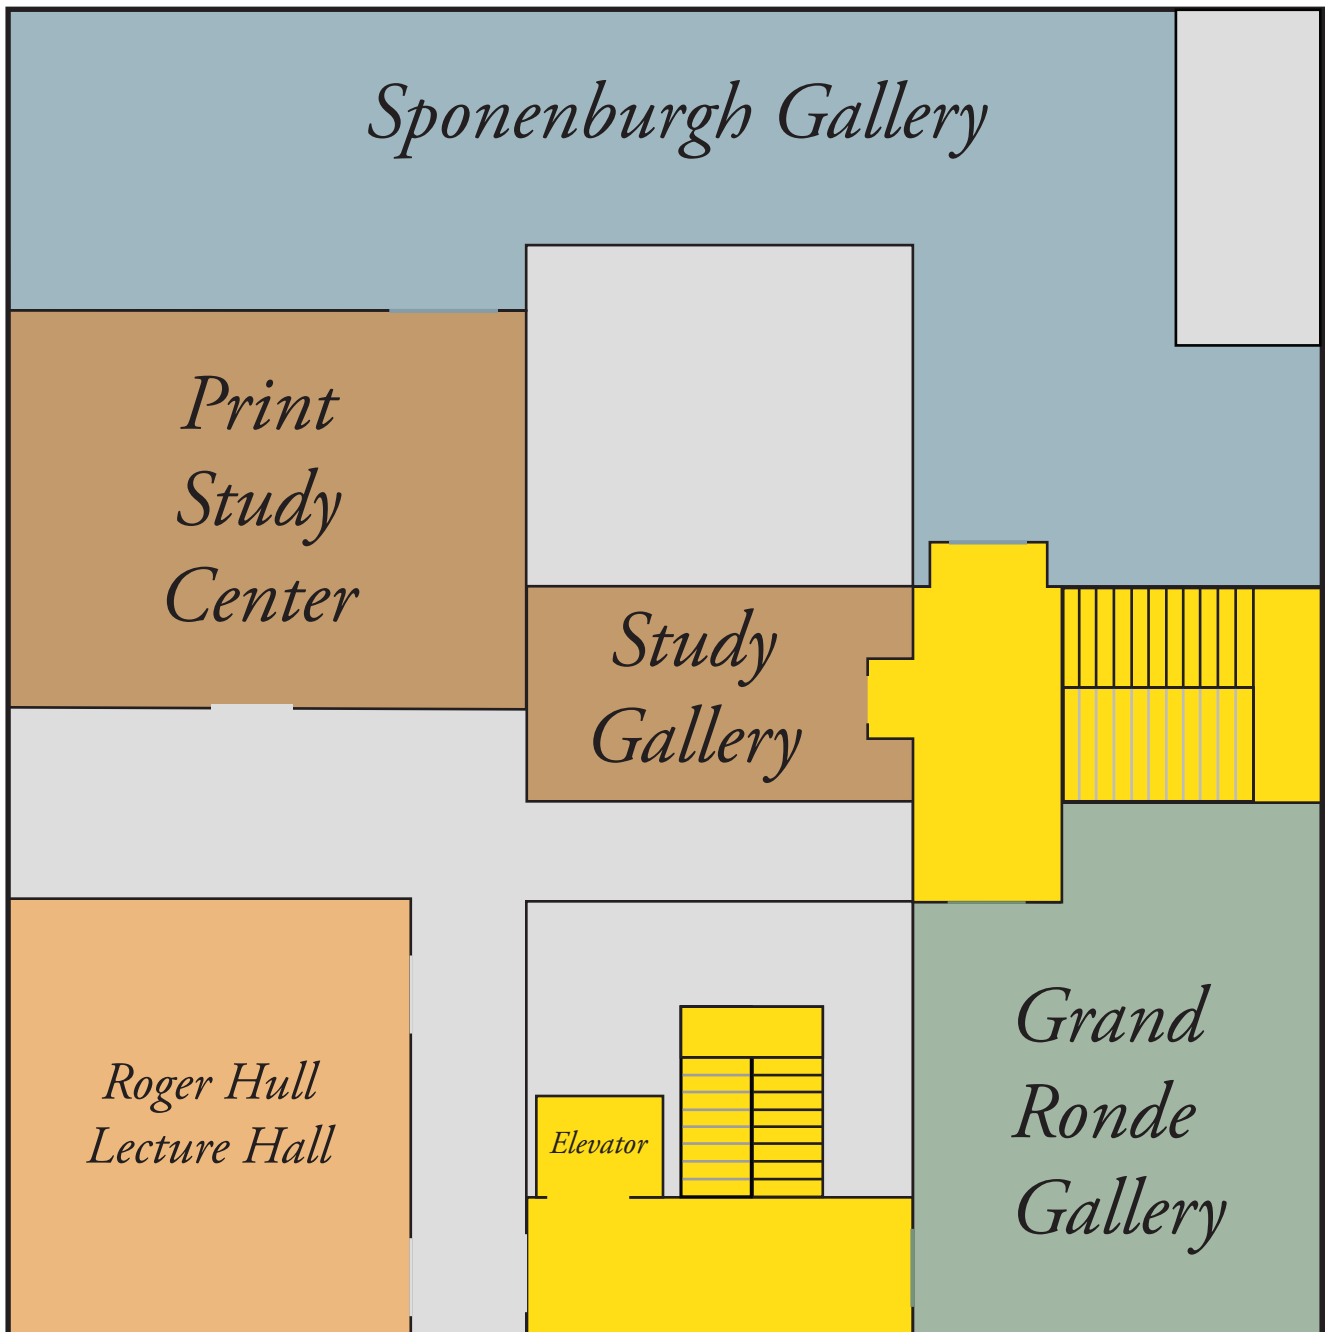 Sponenburgh Gallery
Print
Study
Center
Study
Gallery
Grand
Ronde
Gallery
Roger Hull
Lecture Hall
Elevator